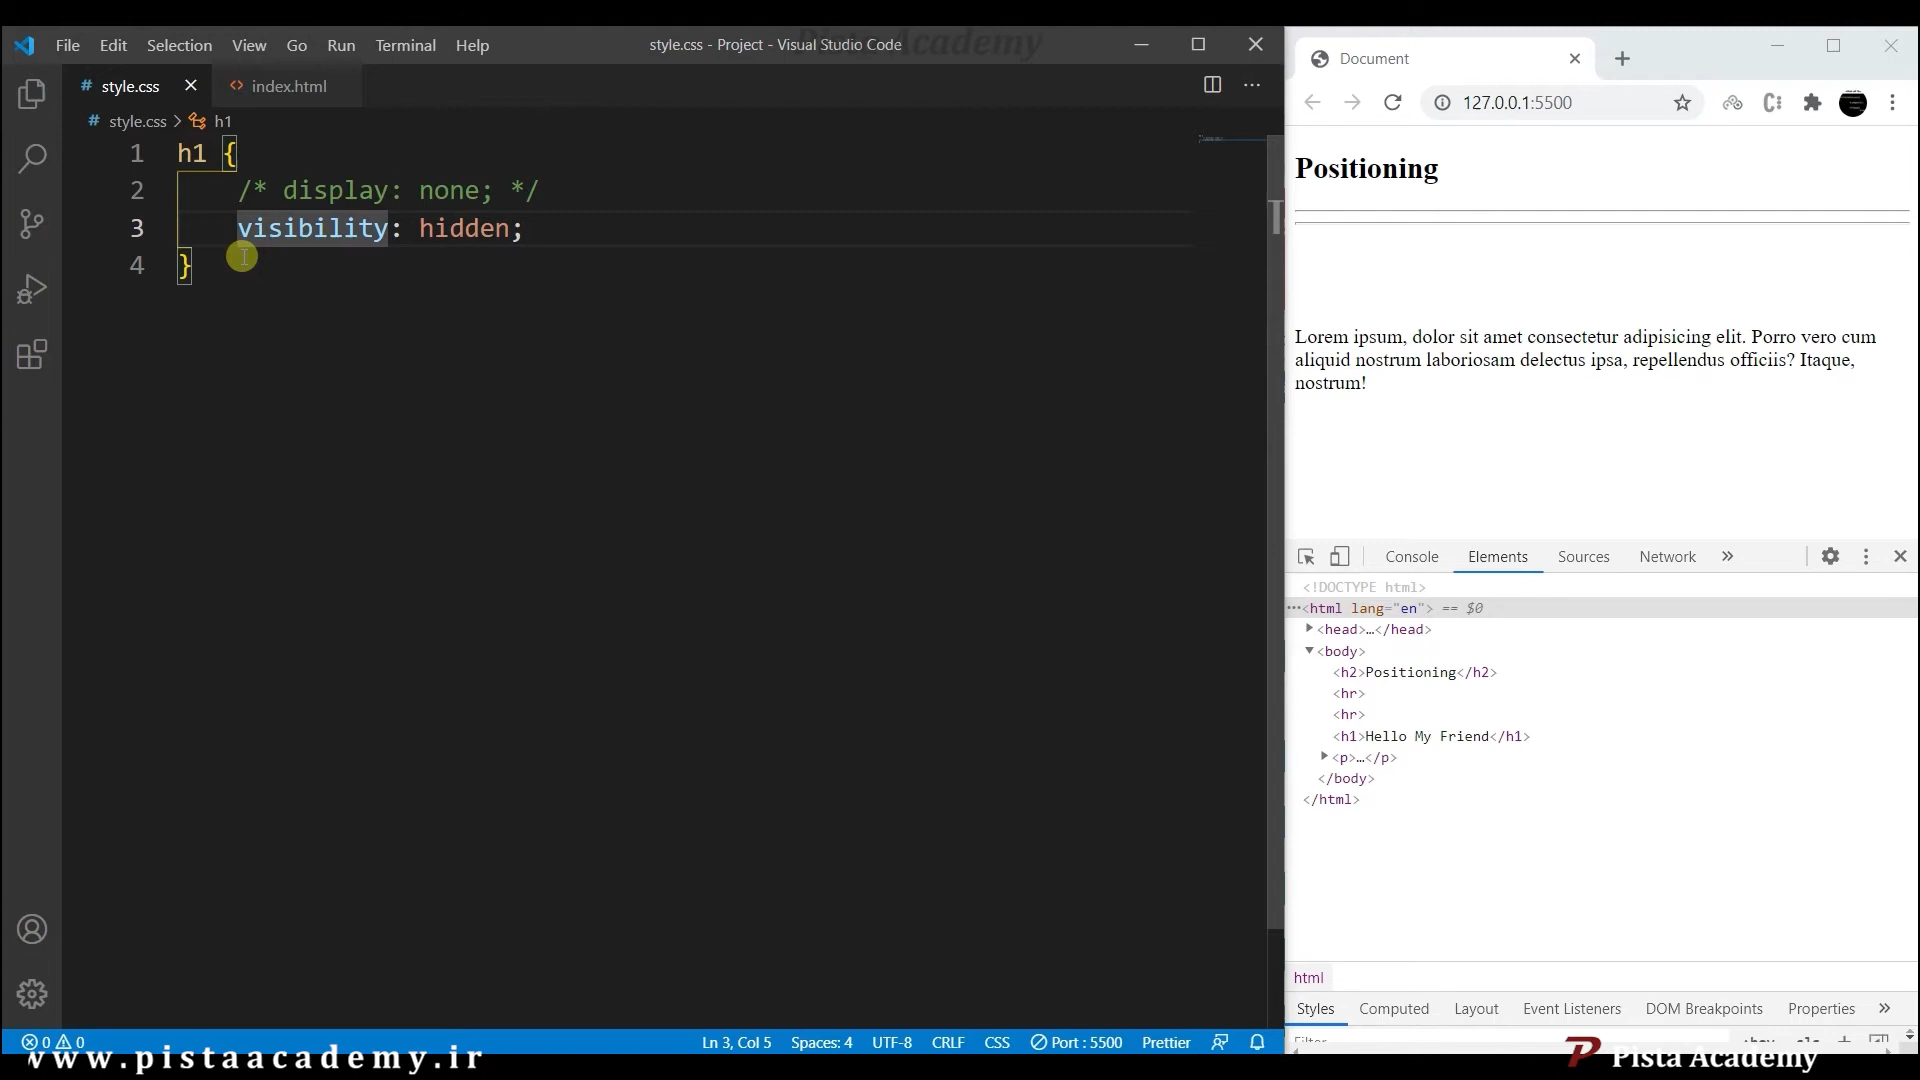 File Edit Selection View Go Run Terminal Help
style.css - Project - Visual Studio Code
Pista Academy
# style.css
<> index.html
# style.css > h1
1 h1 {
2 /* display: none; */
3 visibility: hidden;
4 }
0 0
Ln 3, Col 5 Spaces: 4 UTF-8 CRLF CSS Port : 5500 Prettier
www.pistaacademy.ir
Document
127.0.0.1:5500
Positioning
Lorem ipsum, dolor sit amet consectetur adipisicing elit. Porro vero cum
aliquid nostrum laboriosam delectus ipsa, repellendus officiis? Itaque,
nostrum!
Console Elements Sources Network »
<!DOCTYPE html>
···<html lang="en"> == $0
<head>…</head>
<body>
<h2>Positioning</h2>
<hr>
<hr>
<h1>Hello My Friend</h1>
<p>…</p>
</body>
</html>
html
Styles Computed Layout Event Listeners DOM Breakpoints Properties »
Pista Academy